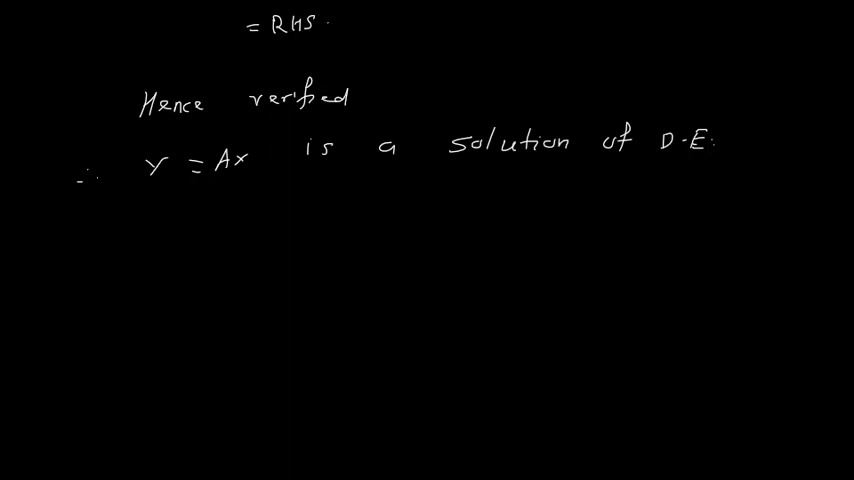 = RHS.
Hence verified
∴ Y = Ax is a solution of D.E.